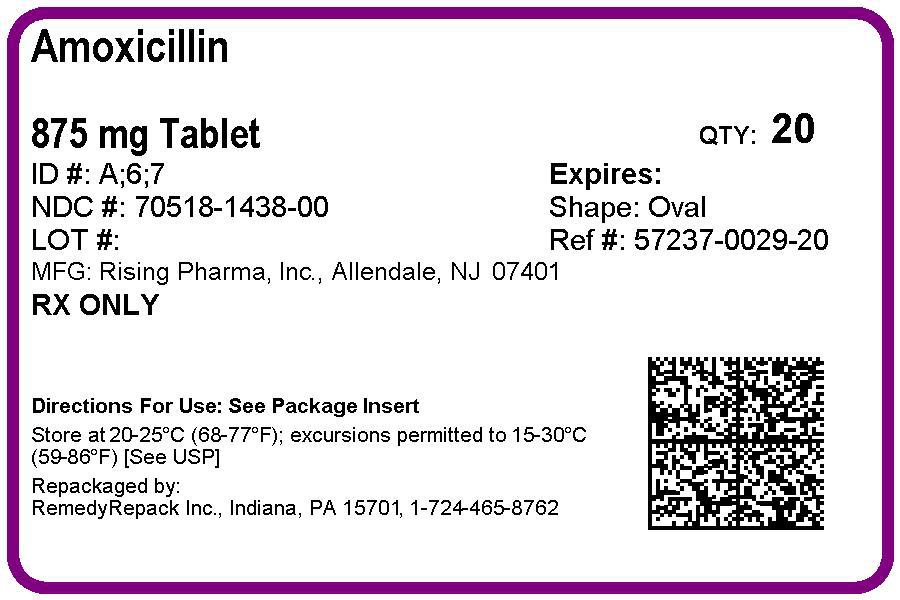 Amoxicillin
875 mg Tablet QTY: 20
ID #: A;6;7 Expires:
NDC #: 70518-1438-00 Shape: Oval
LOT #: Ref #: 57237-0029-20
MFG: Rising Pharma, Inc., Allendale, NJ 07401
RX ONLY
Directions For Use: See Package Insert
Store at 20-25°C (68-77°F); excursions permitted to 15-30°C
(59-86°F) [See USP]
Repackaged by:
RemedyRepack Inc., Indiana, PA 15701, 1-724-465-8762